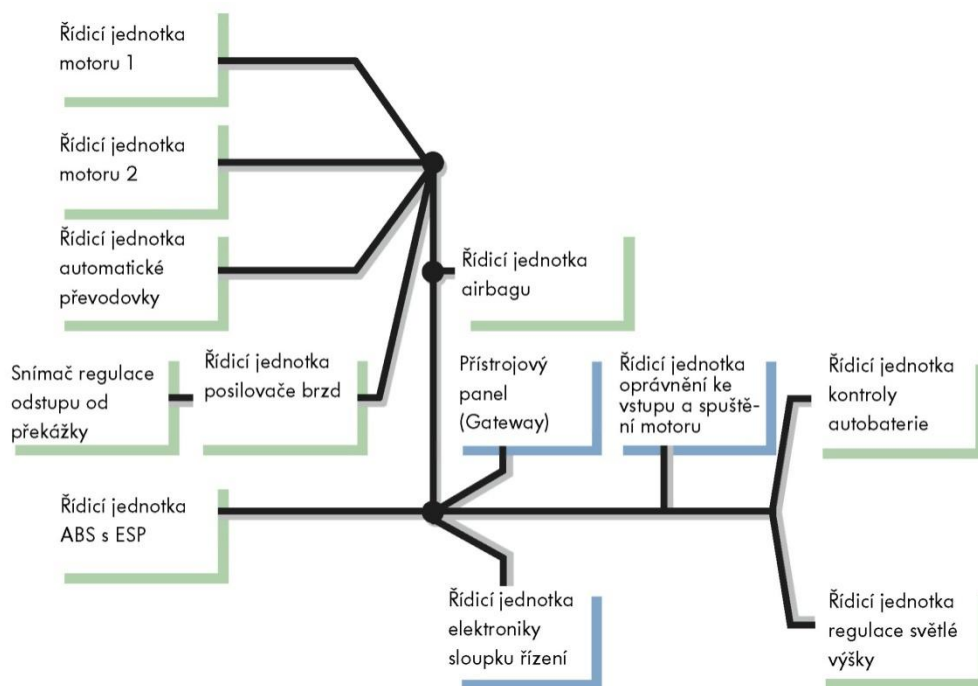 Řídicí jednotka
motoru 1
Řídicí jednotka
motoru 2
Řídicí jednotka
automatické
převodovky
Řídicí jednotka
airbagu
Snímač regulace
odstupu od
překážky
Řídicí jednotka
posilovače brzd
Přístrojový
panel
(Gateway)
Řídicí jednotka
oprávnění ke
vstupu a spuště-
ní motoru
Řídicí jednotka
kontroly
autobaterie
Řídicí jednotka
ABS s ESP
Řídicí jednotka
elektroniky
sloupku řízení
Řídicí jednotka
regulace světlé
výšky